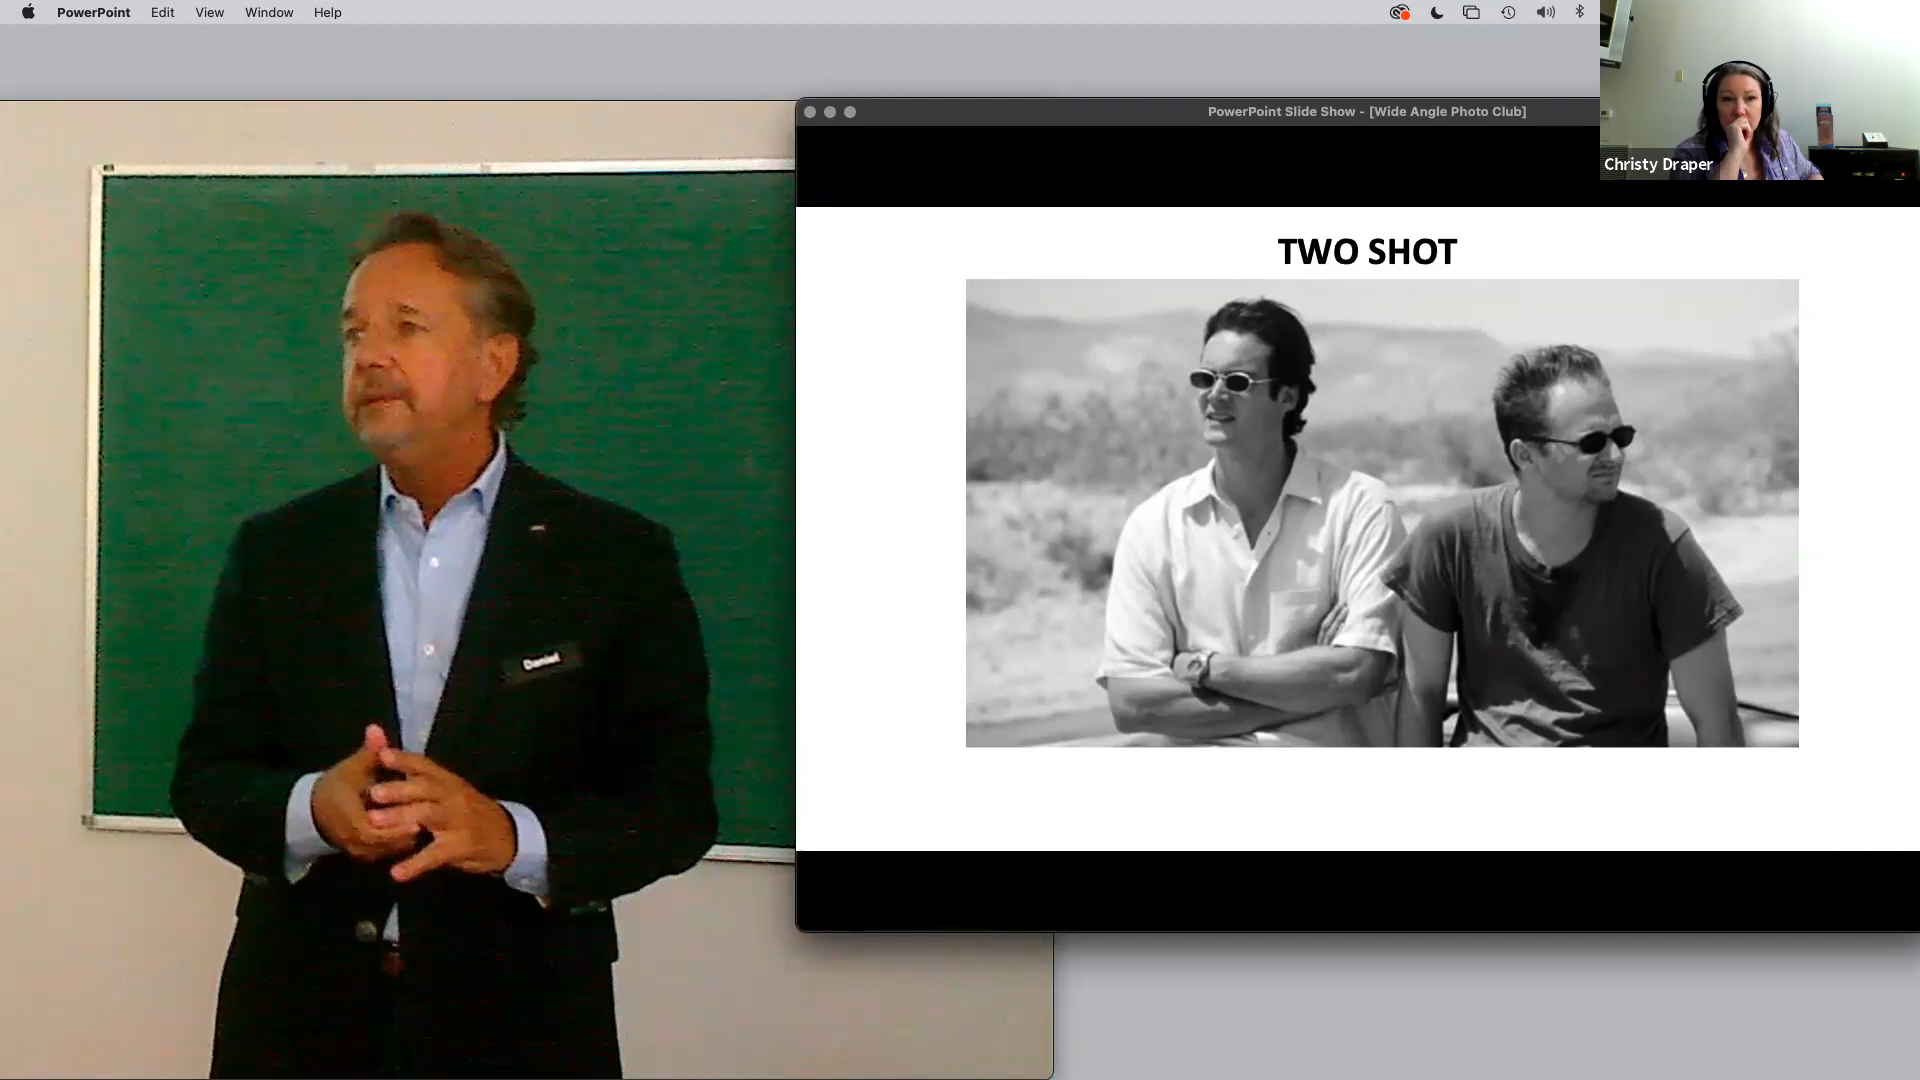 PowerPoint Edit View Window Help
PowerPoint Slide Show - [Wide Angle Photo Club]
Christy Draper
TWO SHOT
Daniel